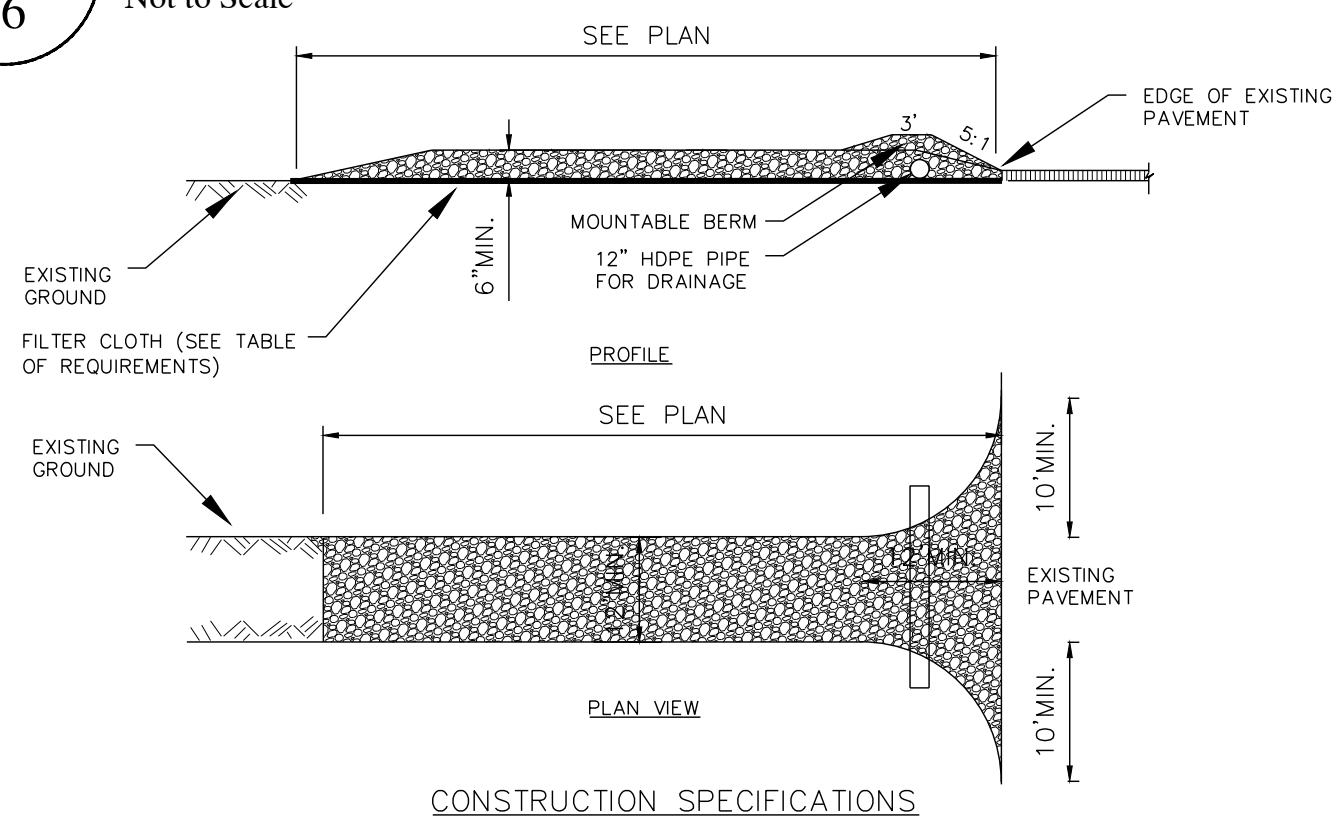 6
Not to Scale
SEE PLAN
3'
5:1
EDGE OF EXISTING
PAVEMENT
MOUNTABLE BERM
12" HDPE PIPE
FOR DRAINAGE
6"MIN.
EXISTING
GROUND
FILTER CLOTH (SEE TABLE
OF REQUIREMENTS)
PROFILE
SEE PLAN
EXISTING
GROUND
10'MIN.
12'MIN.
12'MIN.
EXISTING
PAVEMENT
10'MIN.
PLAN VIEW
CONSTRUCTION SPECIFICATIONS